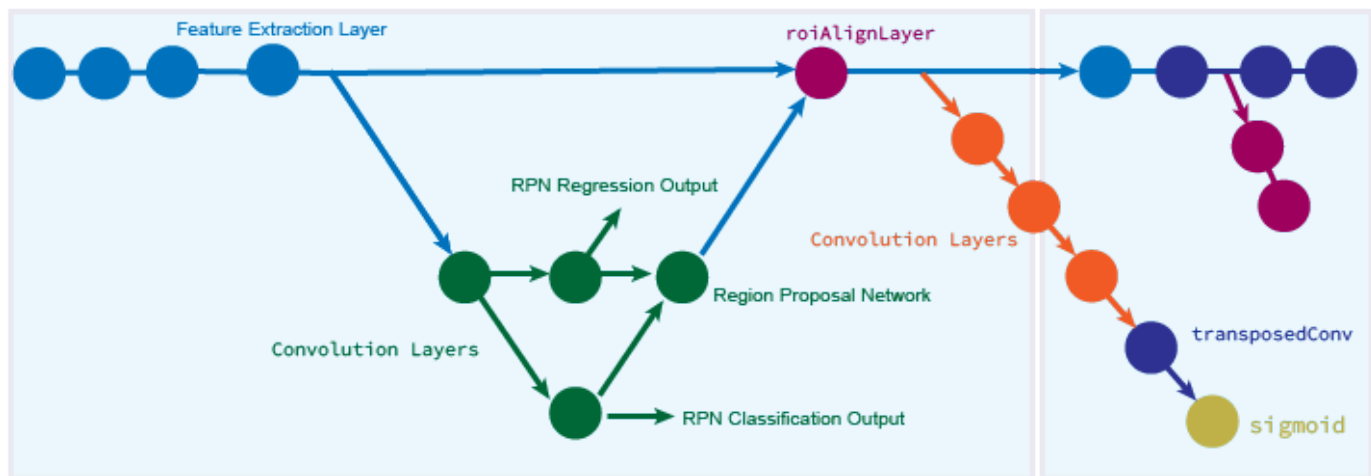 Feature Extraction Layer
roiAlignLayer
RPN Regression Output
Convolution Layers
Region Proposal Network
transposedConv
Convolution Layers
RPN Classification Output
sigmoid